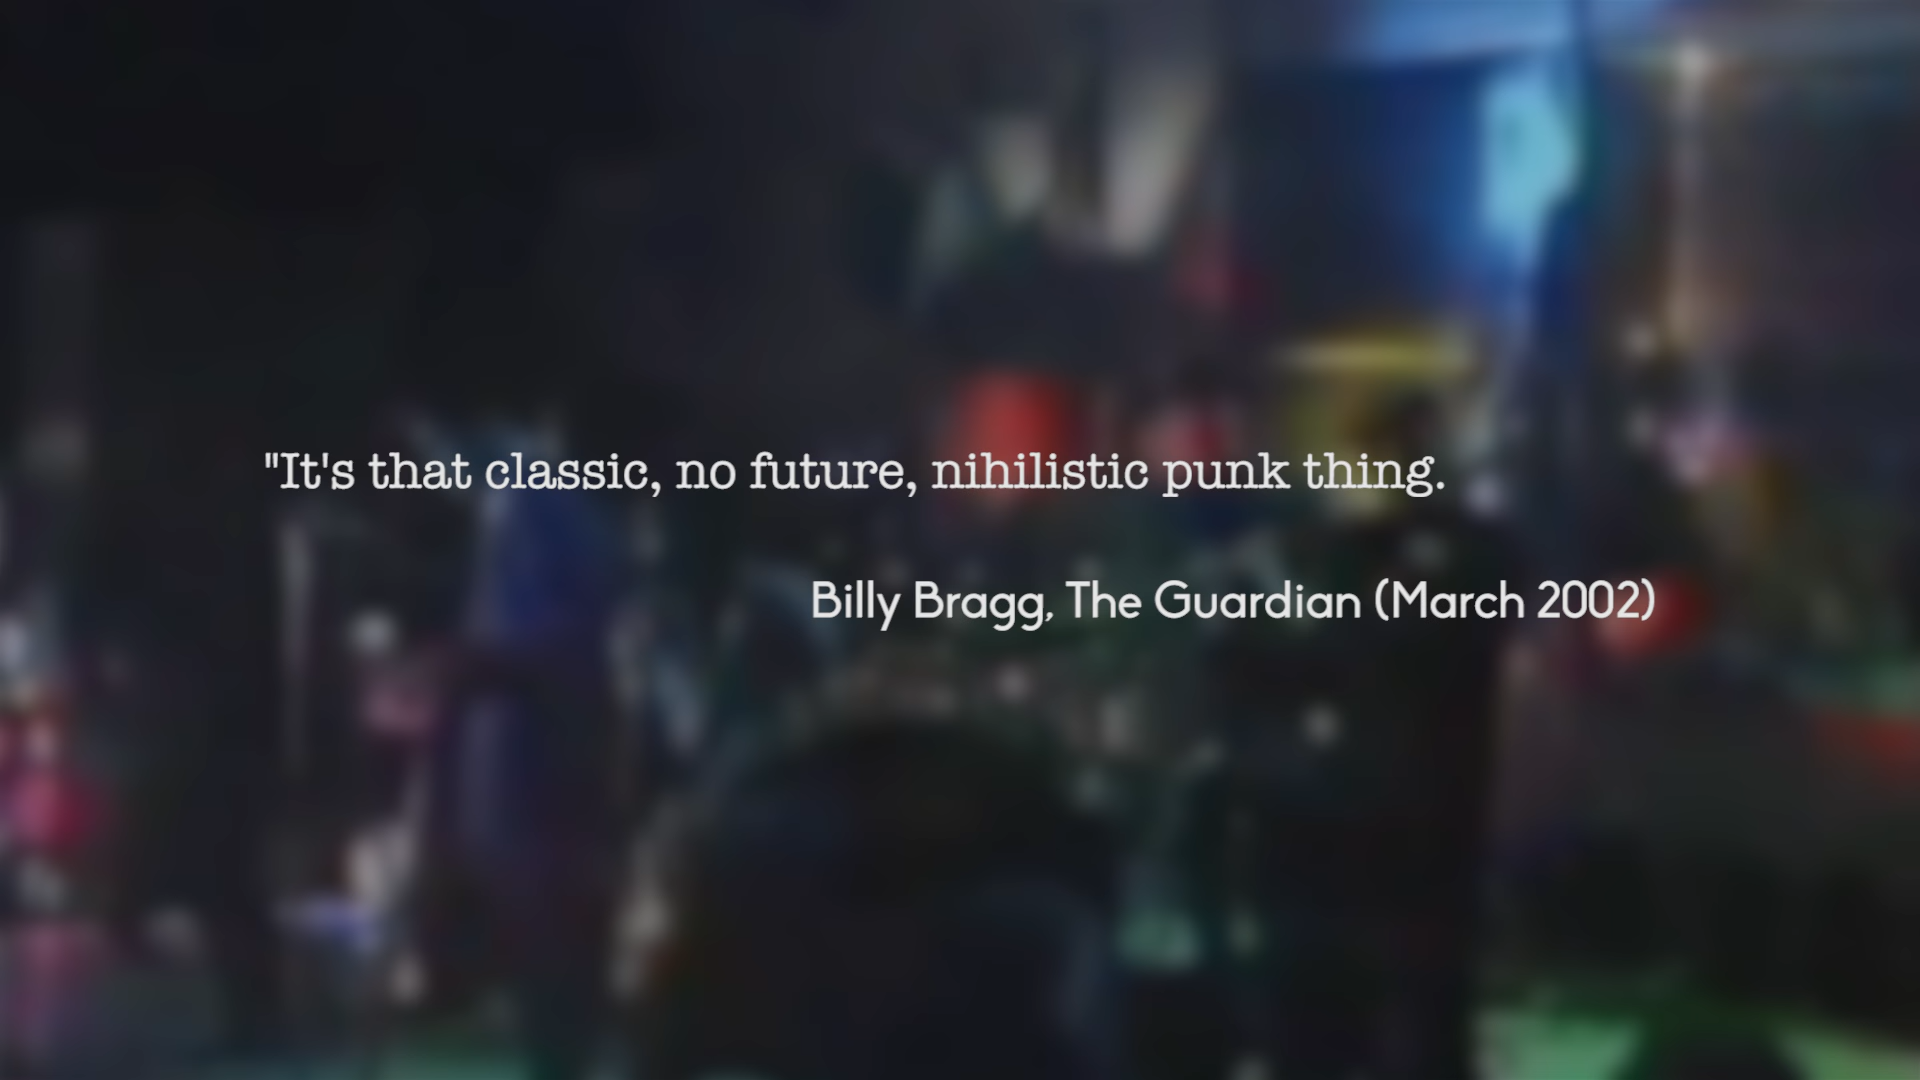 "It's that classic, no future, nihilistic punk thing.
Billy Bragg, The Guardian (March 2002)